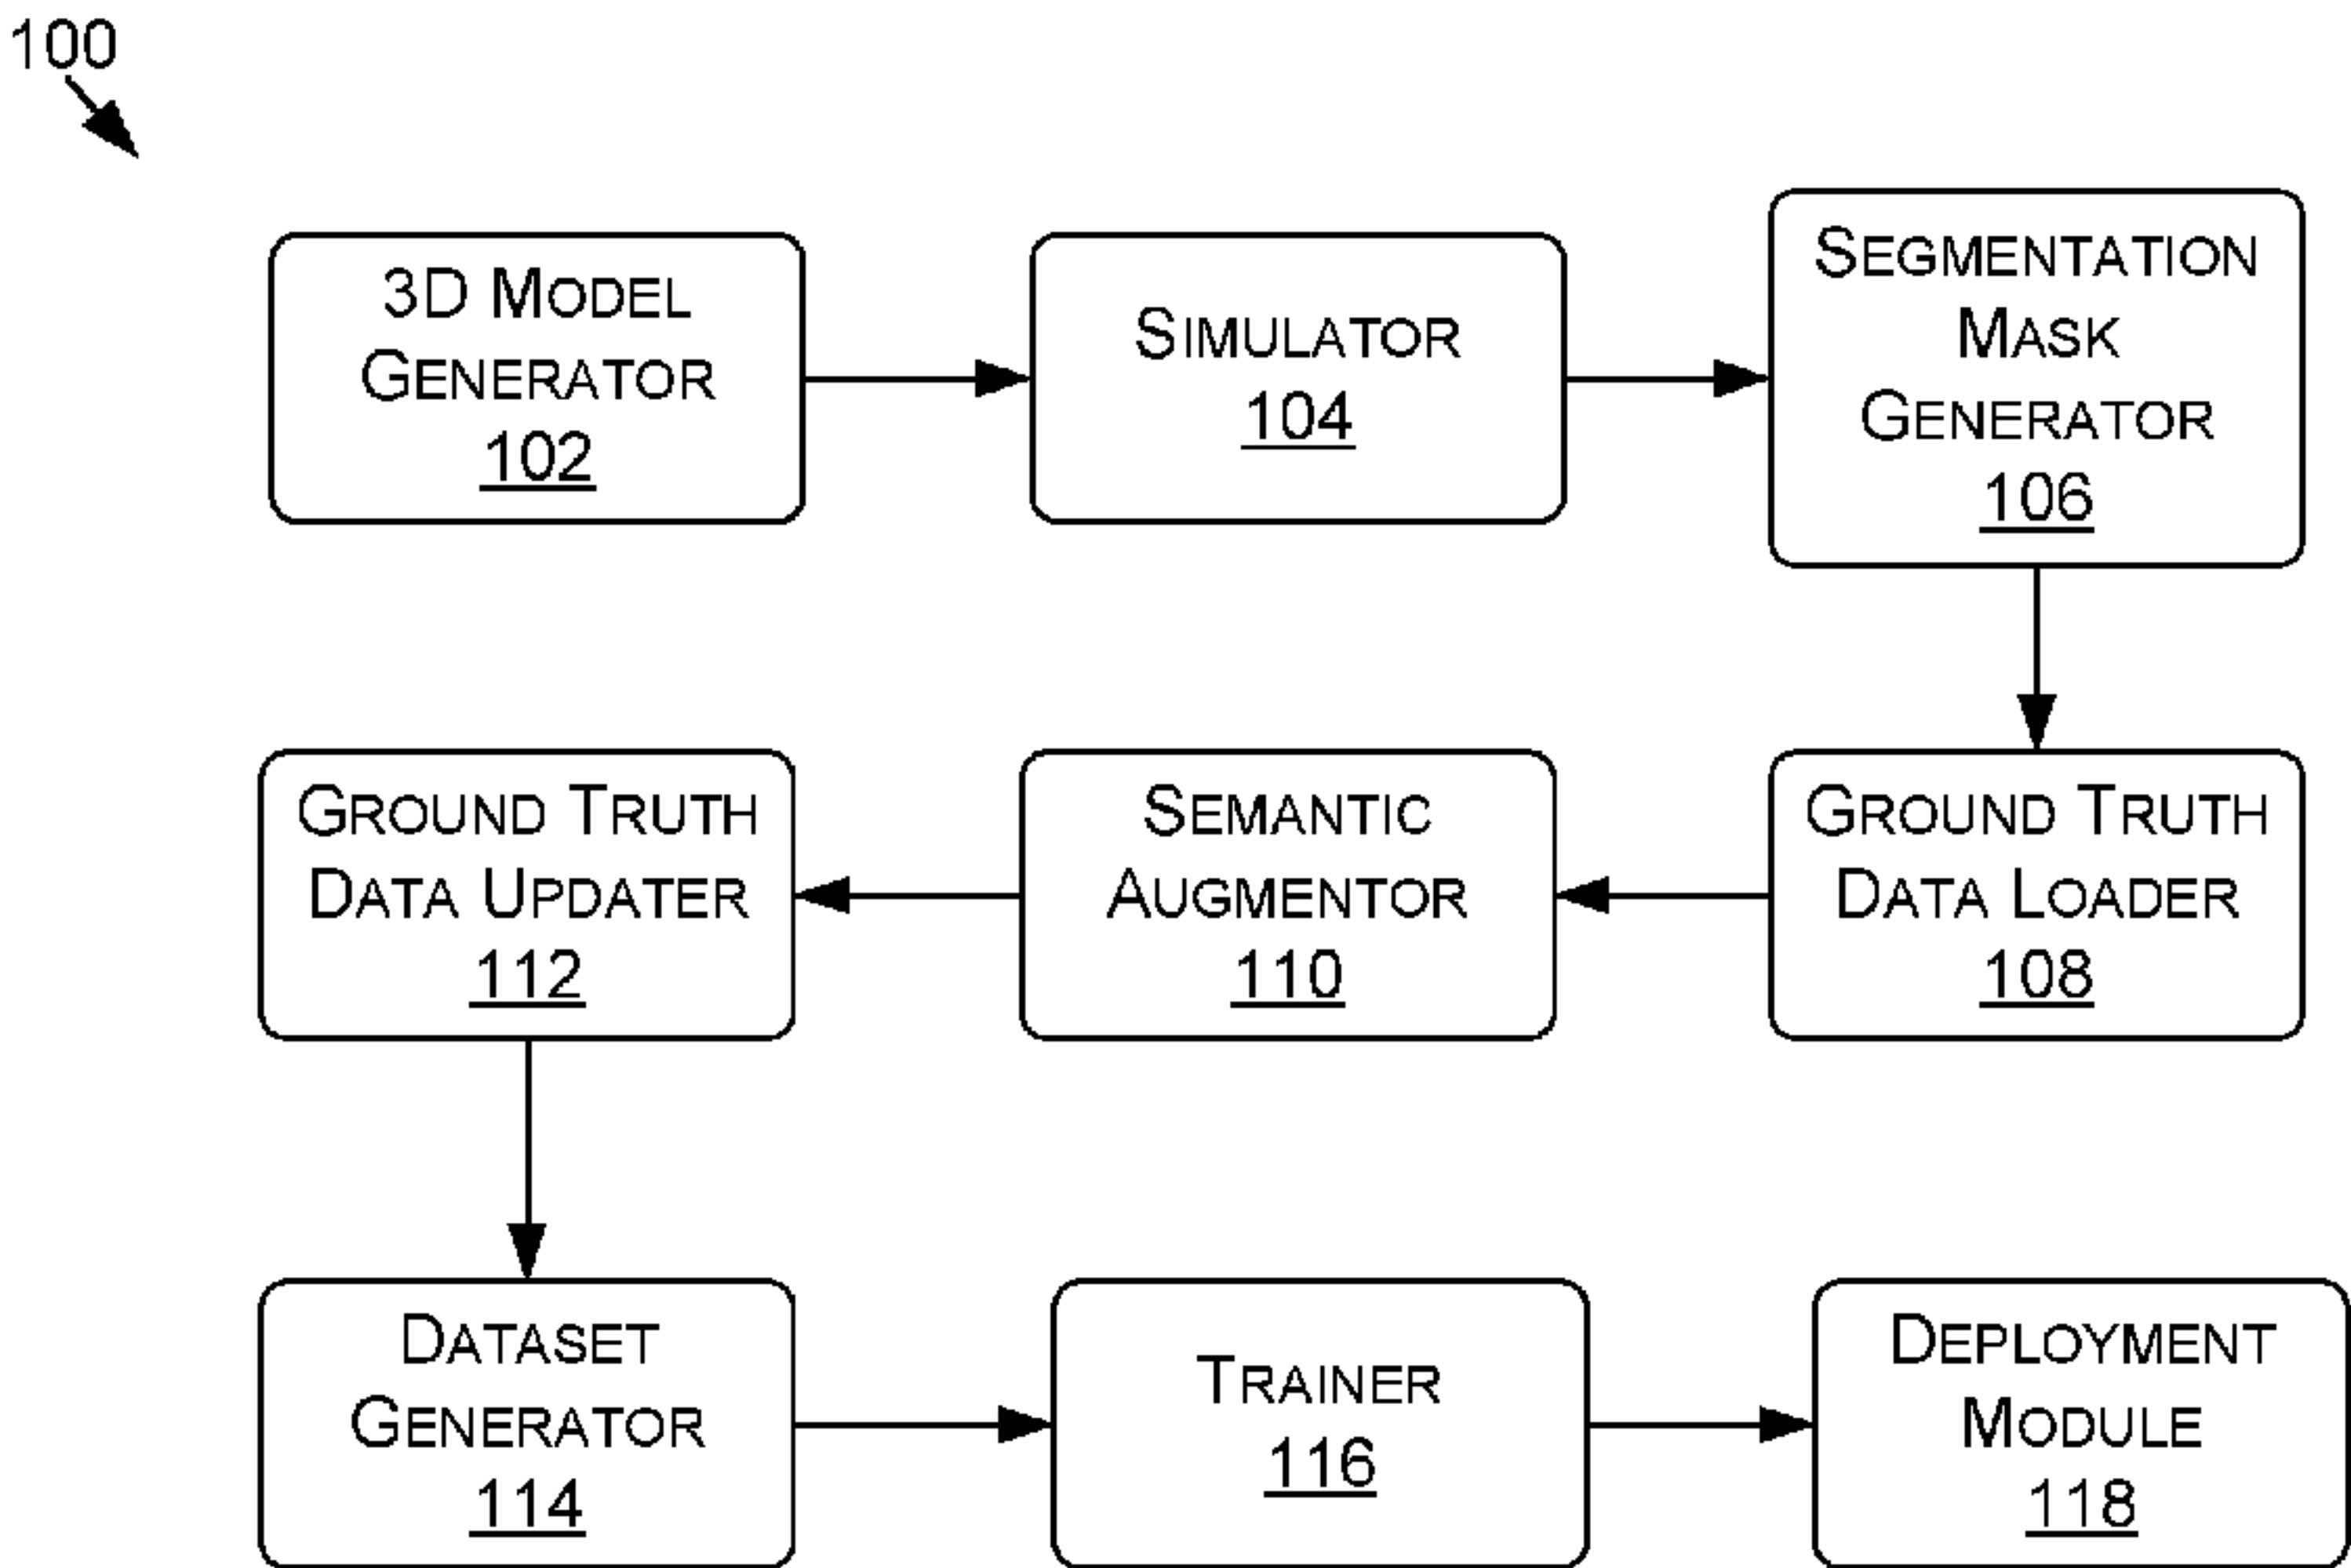 100
3D MODEL
GENERATOR
102
SIMULATOR
104
SEGMENTATION
MASK
GENERATOR
106
GROUND TRUTH
DATA UPDATER
112
SEMANTIC
AUGMENTOR
110
GROUND TRUTH
DATA LOADER
108
DATASET
GENERATOR
114
TRAINER
116
DEPLOYMENT
MODULE
118